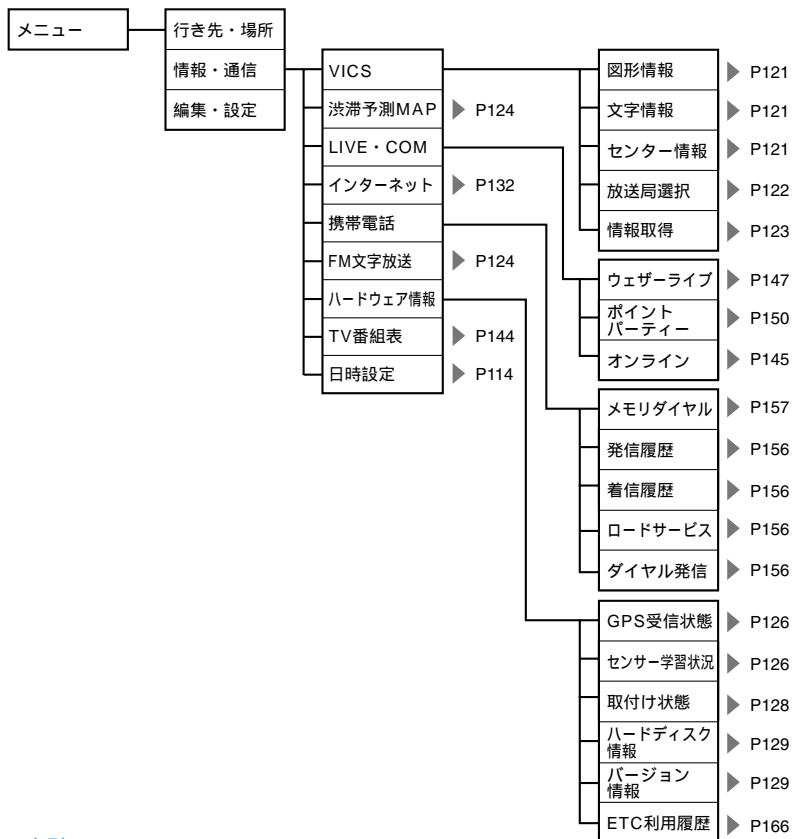 メニュー
行き先・場所
情報・通信
編集・設定
VICS
渋滞予測MAP
P124
LIVE・COM
インターネット
P132
携帯電話
FM文字放送
P124
ハードウェア情報
TV番組表
P144
日時設定
P114
図形情報
P121
文字情報
P121
センター情報
P121
放送局選択
P122
情報取得
P123
ウェザーライブ
P147
ポイント
パーティー
P150
オンライン
P145
メモリダイヤル
P157
発信履歴
P156
着信履歴
P156
ロードサービス
P156
ダイヤル発信
P156
GPS受信状態
P126
センサー学習状況
P126
取付け状態
P128
ハードディスク
情報
P129
バージョン
情報
P129
ETC利用履歴
P166